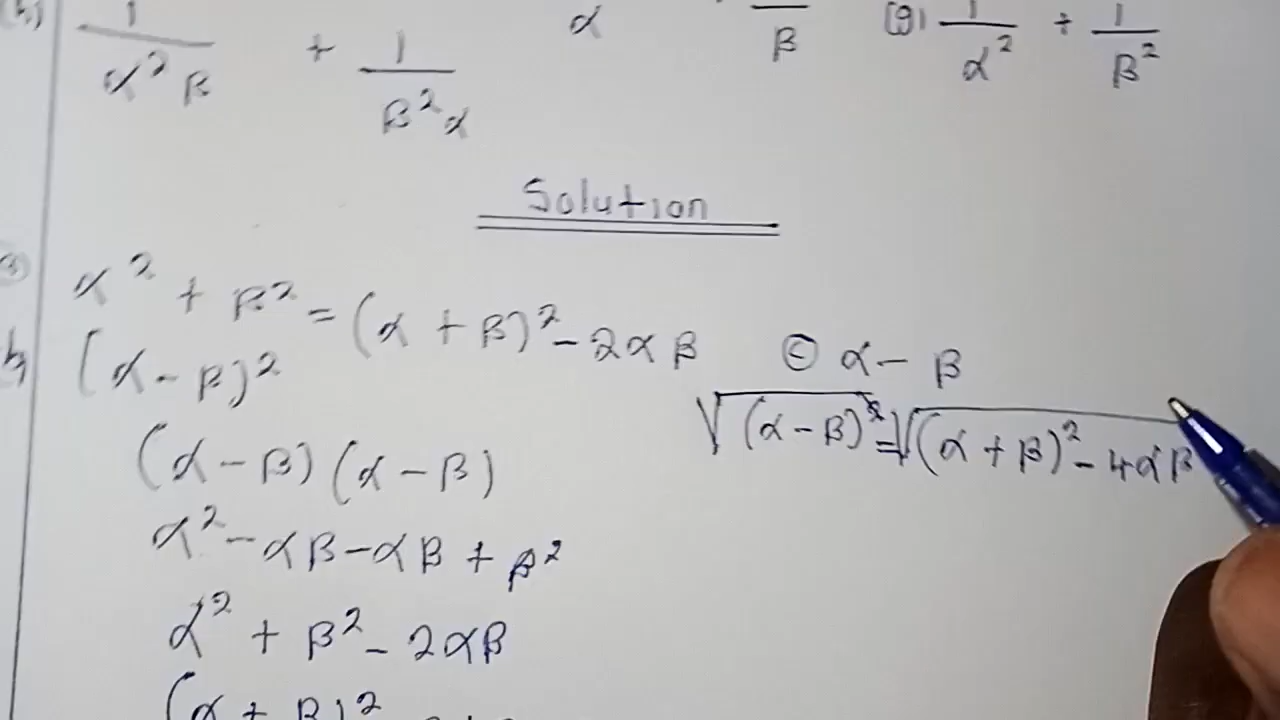 (h) 1/(α²β) + 1/(β²α)
α β (g) 1/α² + 1/β²
Solution
α² + β² = (α + β)² - 2αβ
(α - β)²
(α - β)(α - β)
α² - αβ - αβ + β²
α² + β² - 2αβ
(α + β)²
ⓒ α - β
√(α - β)² = √(α + β)² - 4αβ